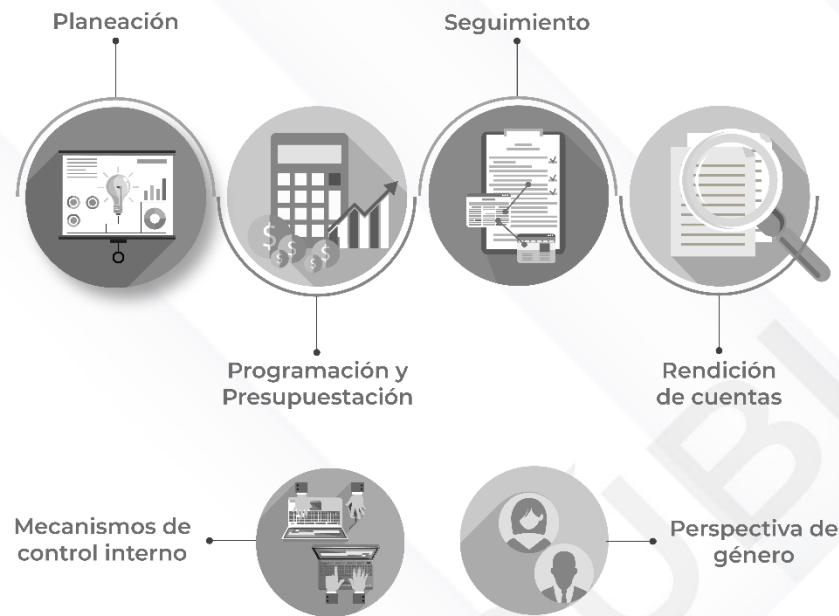 Planeación
Seguimiento
Programación y
Presupuestación
Rendición
de cuentas
Mecanismos de
control interno
Perspectiva de
género